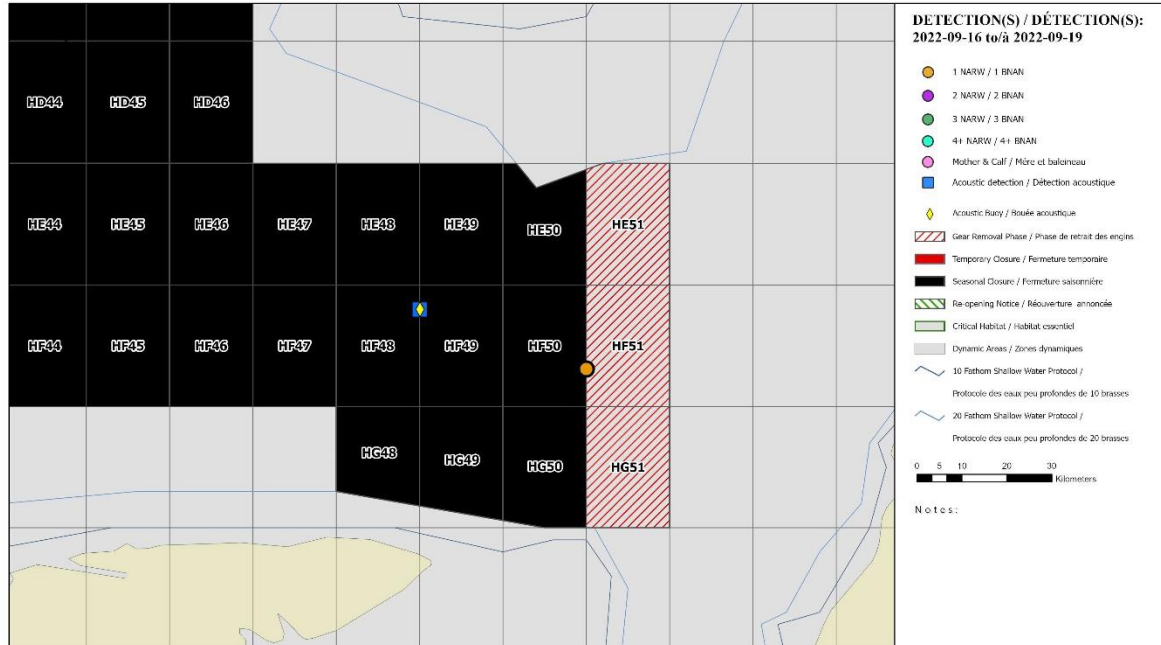 DETECTION(S) / DÉTECTION(S):
2022-09-16 to/à 2022-09-19
1 NARW / 1 BNAN
2 NARW / 2 BNAN
3 NARW / 3 BNAN
4+ NARW / 4+ BNAN
Mother & Calf / Mère et baleineau
Acoustic detection / Détection acoustique
Acoustic Buoy / Bouée acoustique
Gear Removal Phase / Phase de retrait des engins
Temporary Closure / Fermeture temporaire
Seasonal Closure / Fermeture saisonnière
Re-opening Notice / Réouverture annoncée
Critical Habitat / Habitat essentiel
Dynamic Areas / Zones dynamiques
10 Fathom Shallow Water Protocol /
Protocole des eaux peu profondes de 10 brasses
20 Fathom Shallow Water Protocol /
Protocole des eaux peu profondes de 20 brasses
0 5 10 20 30
Kilometers
Notes:
HD44 HD45 HD46
HE44 HE45 HE46 HE47 HE48 HE49 HE50 HE51
HF44 HF45 HF46 HF47 HF48 HF49 HF50 HF51
HG48 HG49 HG50 HG51